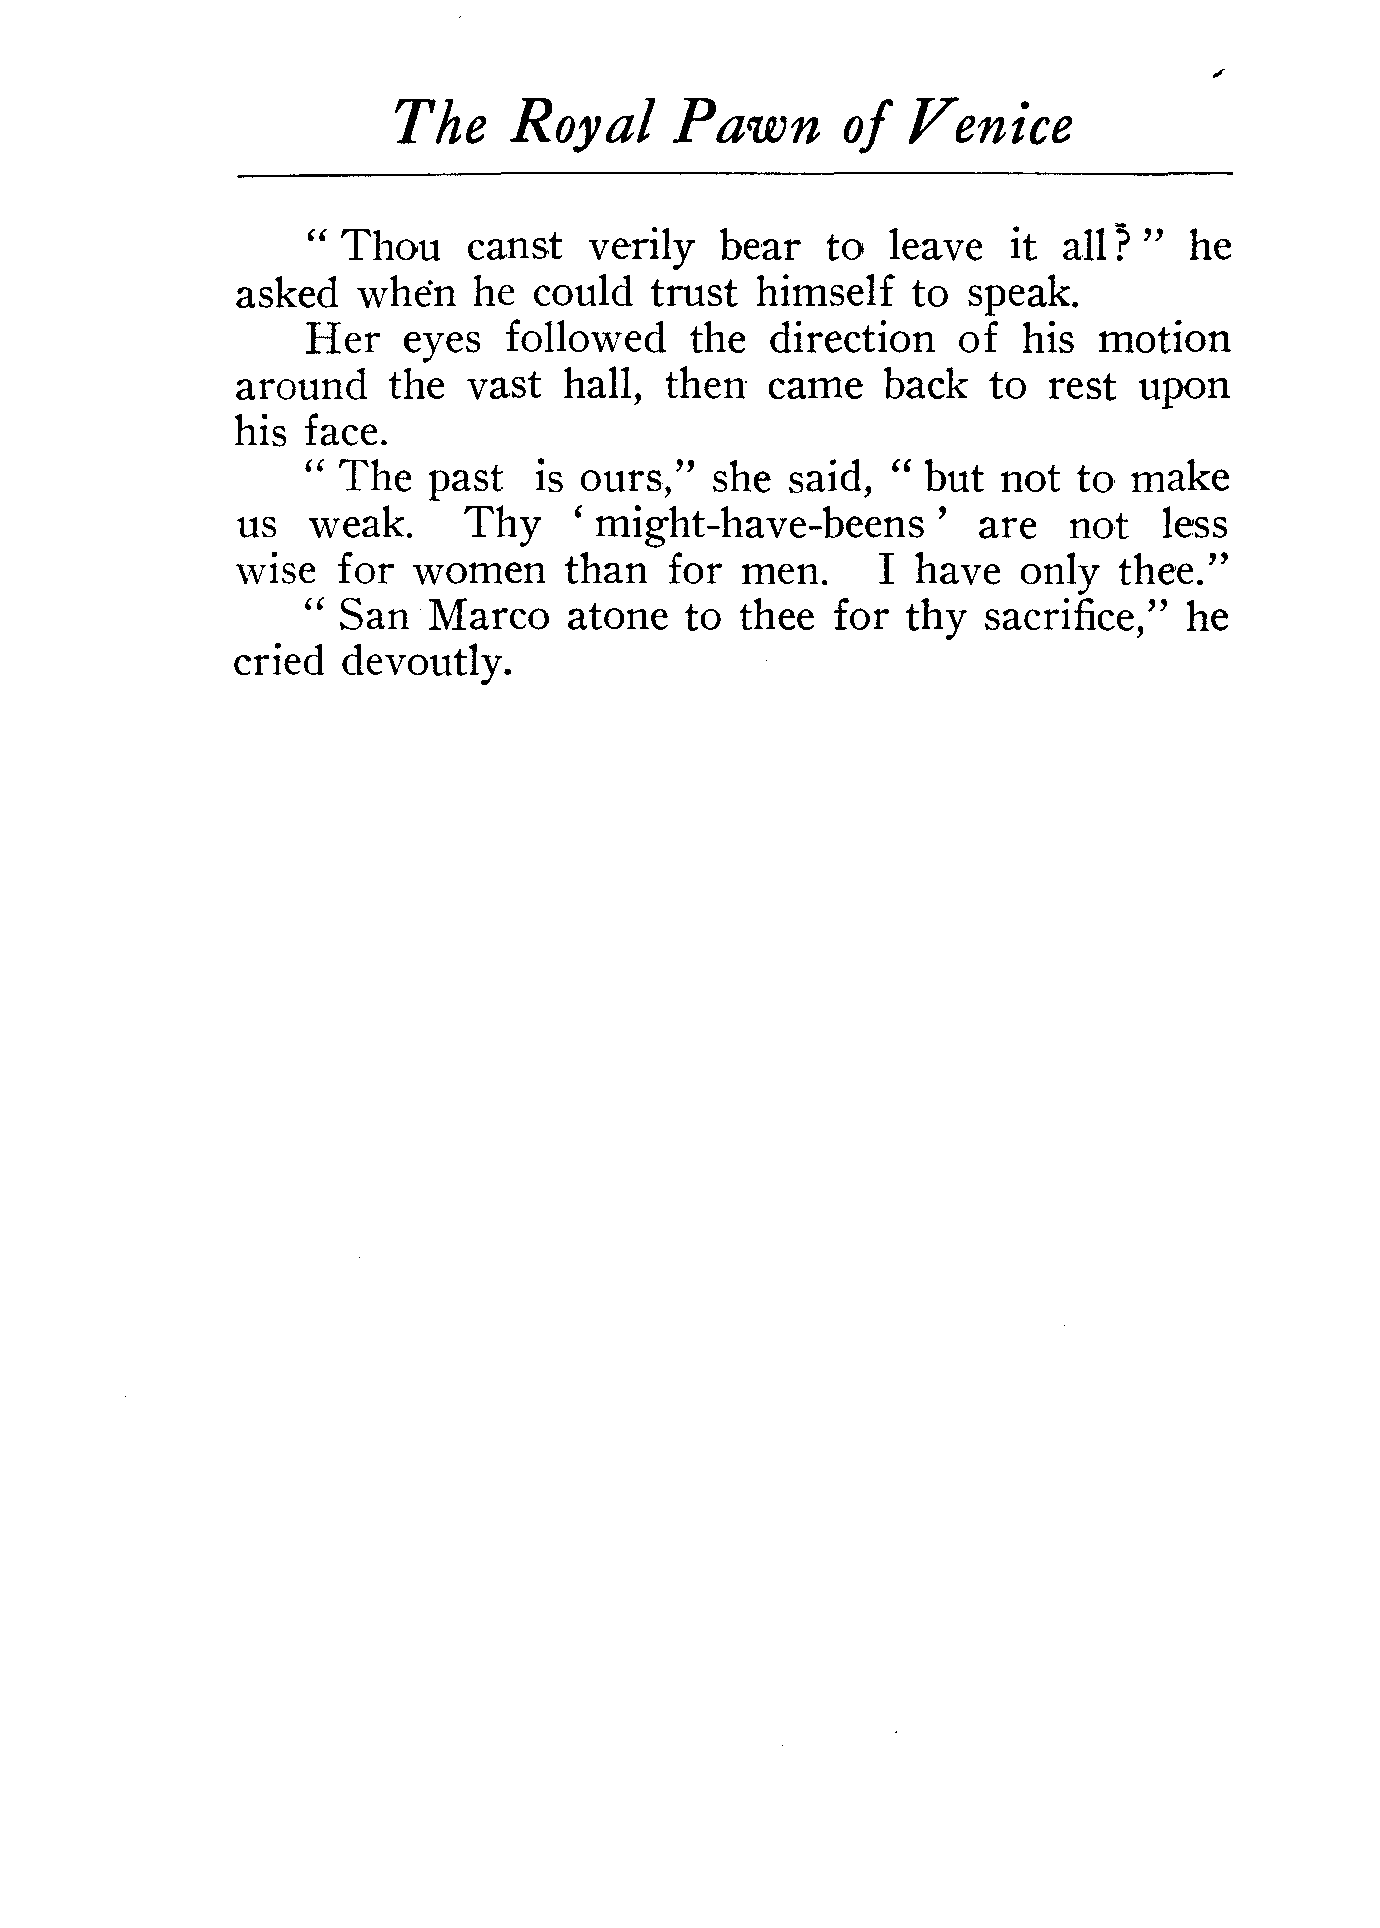 The Royal Pawn of Venice
" Thou canst verily bear to leave it all? " he
asked when he could trust himself to speak.
Her eyes followed the direction of his motion
around the vast hall, then came back to rest upon
his face.
" The past is ours," she said, " but not to make
us weak. Thy ' might-have-beens ' are not less
wise for women than for men. I have only thee."
" San Marco atone to thee for thy sacrifice," he
cried devoutly.